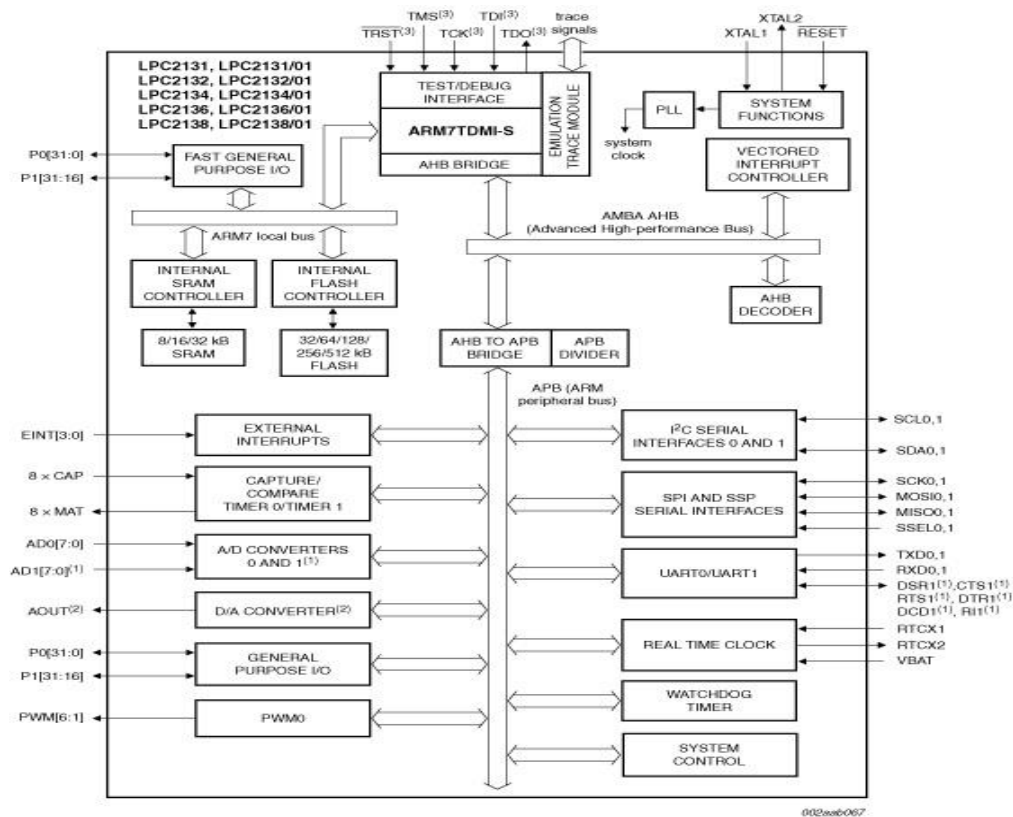 TMS(3)
TDI(3)
trace
signals
TRST(3)
TCK(3)
TDO(3)
XTAL2
XTAL1
RESET
LPC2131, LPC2131/01
LPC2132, LPC2132/01
LPC2134, LPC2134/01
LPC2136, LPC2136/01
LPC2138, LPC2138/01
TEST/DEBUG
INTERFACE
ARM7TDMI-S
AHB BRIDGE
EMULATION
TRACE MODULE
PLL
system
clock
SYSTEM
FUNCTIONS
VECTORED
INTERRUPT
CONTROLLER
P0[31:0]
P1[31:16]
FAST GENERAL
PURPOSE I/O
ARM7 local bus
AMBA AHB
(Advanced High-performance Bus)
INTERNAL
SRAM
CONTROLLER
INTERNAL
FLASH
CONTROLLER
AHB
DECODER
8/16/32 kB
SRAM
32/64/128/
256/512 kB
FLASH
AHB TO APB
BRIDGE
APB
DIVIDER
APB (ARM
peripheral bus)
EINT[3:0]
EXTERNAL
INTERRUPTS
I2C SERIAL
INTERFACES 0 AND 1
SCL0,1
SDA0,1
8 × CAP
8 × MAT
CAPTURE/
COMPARE
TIMER 0/TIMER 1
SPI AND SSP
SERIAL INTERFACES
SCK0,1
MOSI0,1
MISO0,1
SSEL0,1
AD0[7:0]
AD1[7:0](1)
A/D CONVERTERS
0 AND 1(1)
UART0/UART1
TXD0,1
RXD0,1
DSR1(1),CTS1(1)
RTS1(1), DTR1(1)
DCD1(1), RI1(1)
AOUT(2)
D/A CONVERTER(2)
P0[31:0]
P1[31:16]
GENERAL
PURPOSE I/O
REAL TIME CLOCK
RTCX1
RTCX2
VBAT
PWM[6:1]
PWM0
WATCHDOG
TIMER
SYSTEM
CONTROL
002aab067